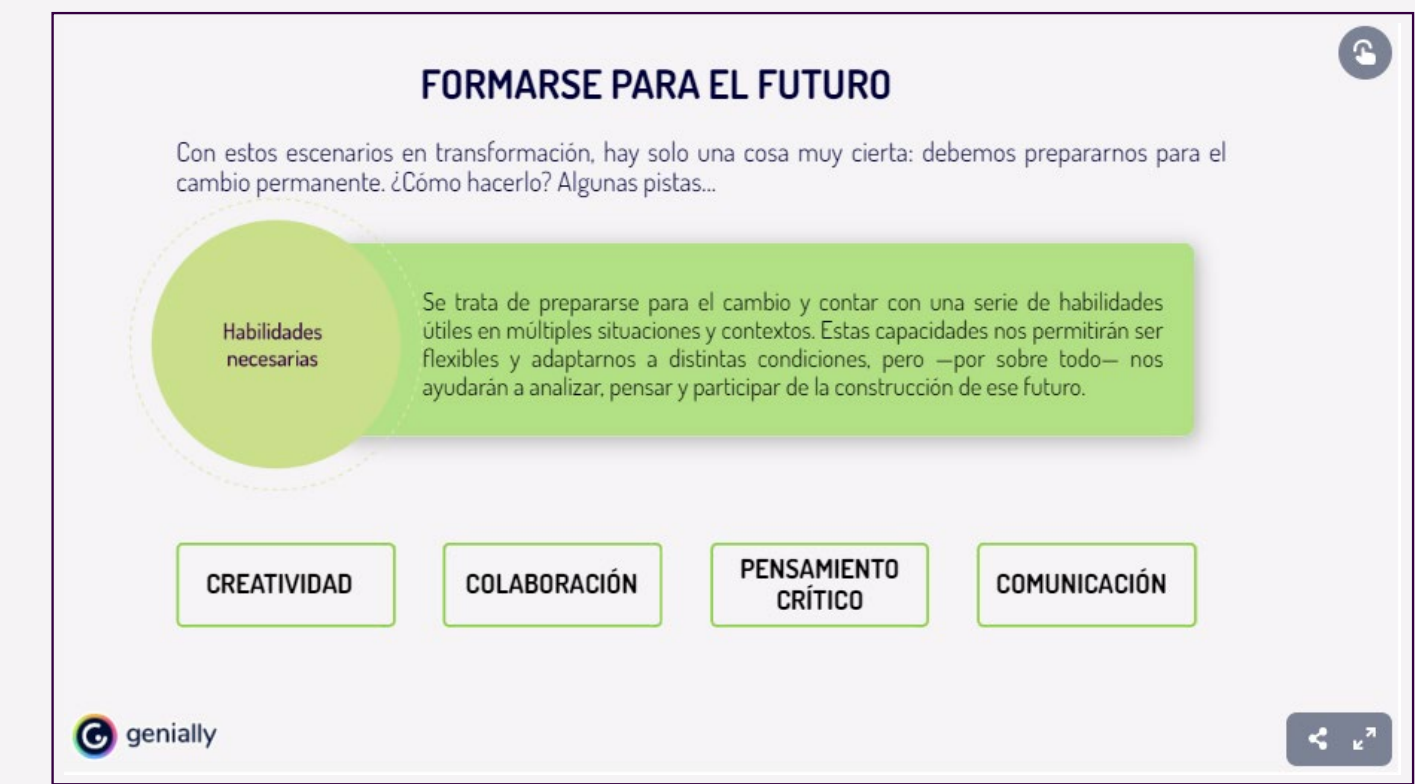 FORMARSE PARA EL FUTURO
Con estos escenarios en transformación, hay solo una cosa muy cierta: debemos prepararnos para el
cambio permanente. ¿Cómo hacerlo? Algunas pistas...
Habilidades
necesarias
Se trata de prepararse para el cambio y contar con una serie de habilidades
útiles en múltiples situaciones y contextos. Estas capacidades nos permitirán ser
flexibles y adaptarnos a distintas condiciones, pero —por sobre todo— nos
ayudarán a analizar, pensar y participar de la construcción de ese futuro.
CREATIVIDAD
COLABORACIÓN
PENSAMIENTO
CRÍTICO
COMUNICACIÓN
genially